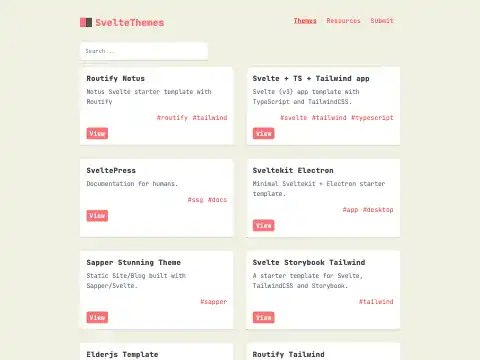 SvelteThemes
Themes Resources Submit
Search...
Routify Notus
Notus Svelte starter template with
Routify
#routify #tailwind
View
Svelte + TS + Tailwind app
Svelte (v3) app template with
TypeScript and TailwindCSS.
#svelte #tailwind #typescript
View
SveltePress
Documentation for humans.
#ssg #docs
View
Sveltekit Electron
Minimal Sveltekit + Electron starter
template.
#app #desktop
View
Sapper Stunning Theme
Static Site/Blog built with
Sapper/Svelte.
#sapper
View
Svelte Storybook Tailwind
A starter template for Svelte,
TailwindCSS and Storybook.
#tailwind
View
Elderjs Template
Routify Tailwind